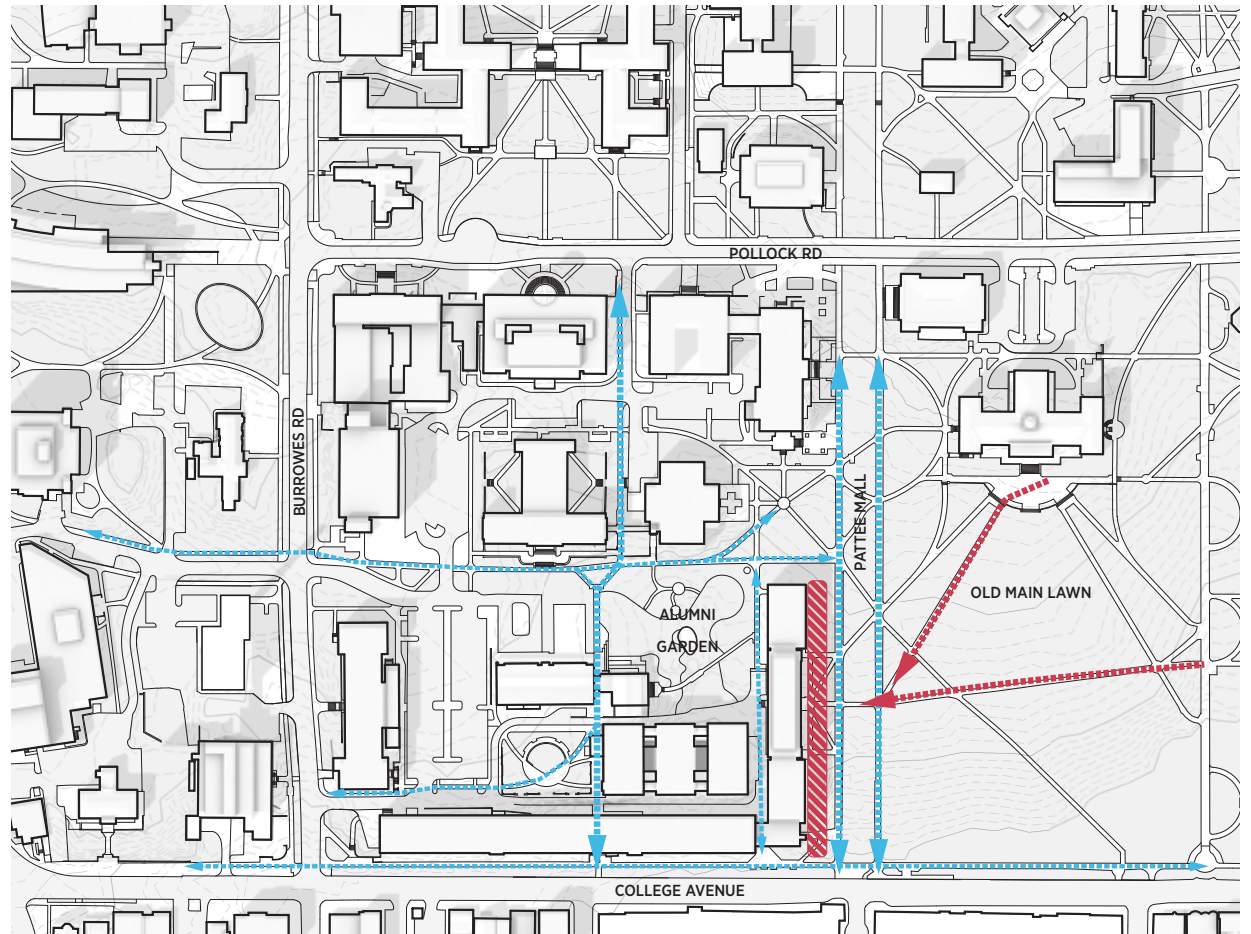 POLLOCK RD
BURROWES RD
PATTEE MALL
OLD MAIN LAWN
ALUMNI
GARDEN
COLLEGE AVENUE